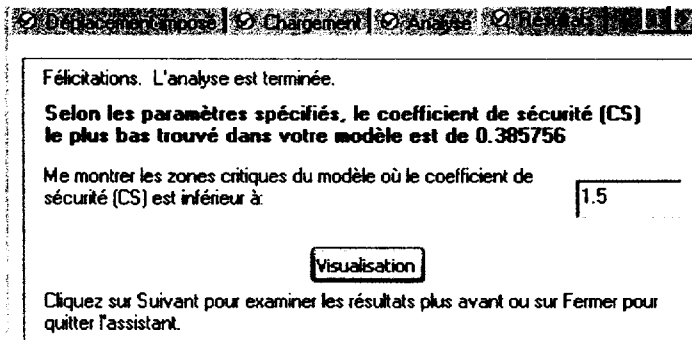 Déplacement imposé Chargement Analyse Résultats
Félicitations. L'analyse est terminée.
Selon les paramètres spécifiés, le coefficient de sécurité (CS)
le plus bas trouvé dans votre modèle est de 0.385756
Me montrer les zones critiques du modèle où le coefficient de
sécurité (CS) est inférieur à:
1.5
Visualisation
Cliquez sur Suivant pour examiner les résultats plus avant ou sur Fermer pour
quitter l'assistant.